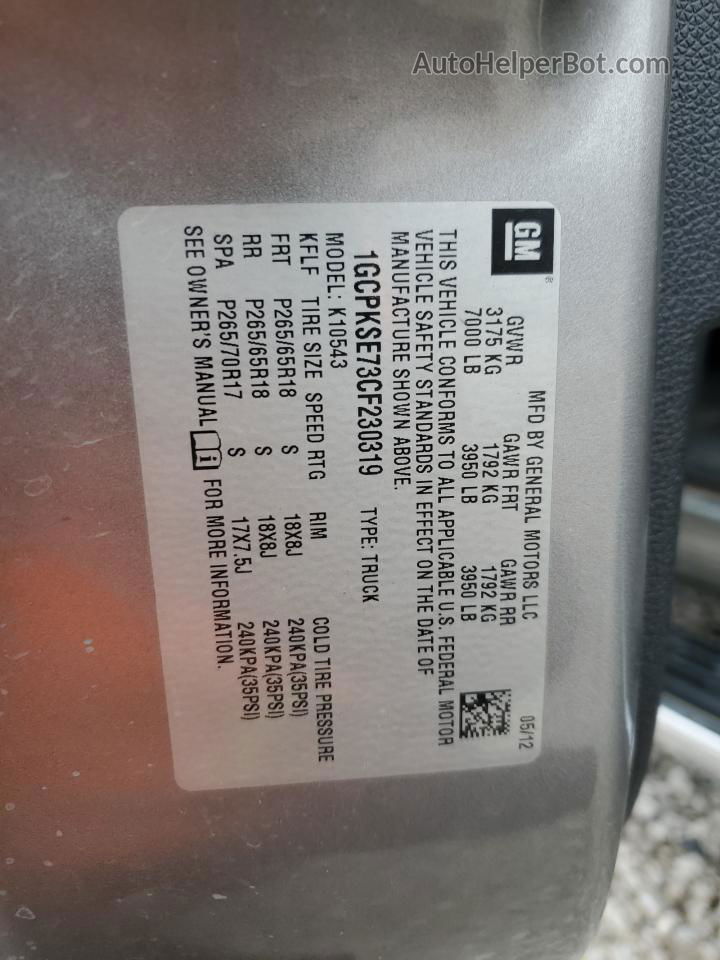 AutoHelperBot.com
GM ®
MFD BY GENERAL MOTORS LLC 05/12
GVWR GAWR FRT GAWR RR
3175 KG 1792 KG 1792 KG
7000 LB 3950 LB 3950 LB
THIS VEHICLE CONFORMS TO ALL APPLICABLE U.S. FEDERAL MOTOR
VEHICLE SAFETY STANDARDS IN EFFECT ON THE DATE OF
MANUFACTURE SHOWN ABOVE.
1GCPKSE73CF230319 TYPE: TRUCK
MODEL: K10543
KFLF TIRE SIZE SPEED RTG RIM COLD TIRE PRESSURE
FRT P265/65R18 S 18X8J 240KPA(35PSI)
RR P265/65R18 S 18X8J 240KPA(35PSI)
SPA P265/70R17 S 17X7.5J 240KPA(35PSI)
SEE OWNER'S MANUAL i FOR MORE INFORMATION.